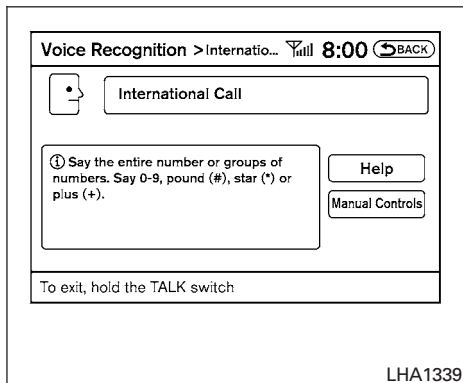 Voice Recognition > Internatio... 8:00 BACK
International Call
i Say the entire number or groups of
numbers. Say 0-9, pound (#), star (*) or
plus (+).
Help
Manual Controls
To exit, hold the TALK switch
LHA1339